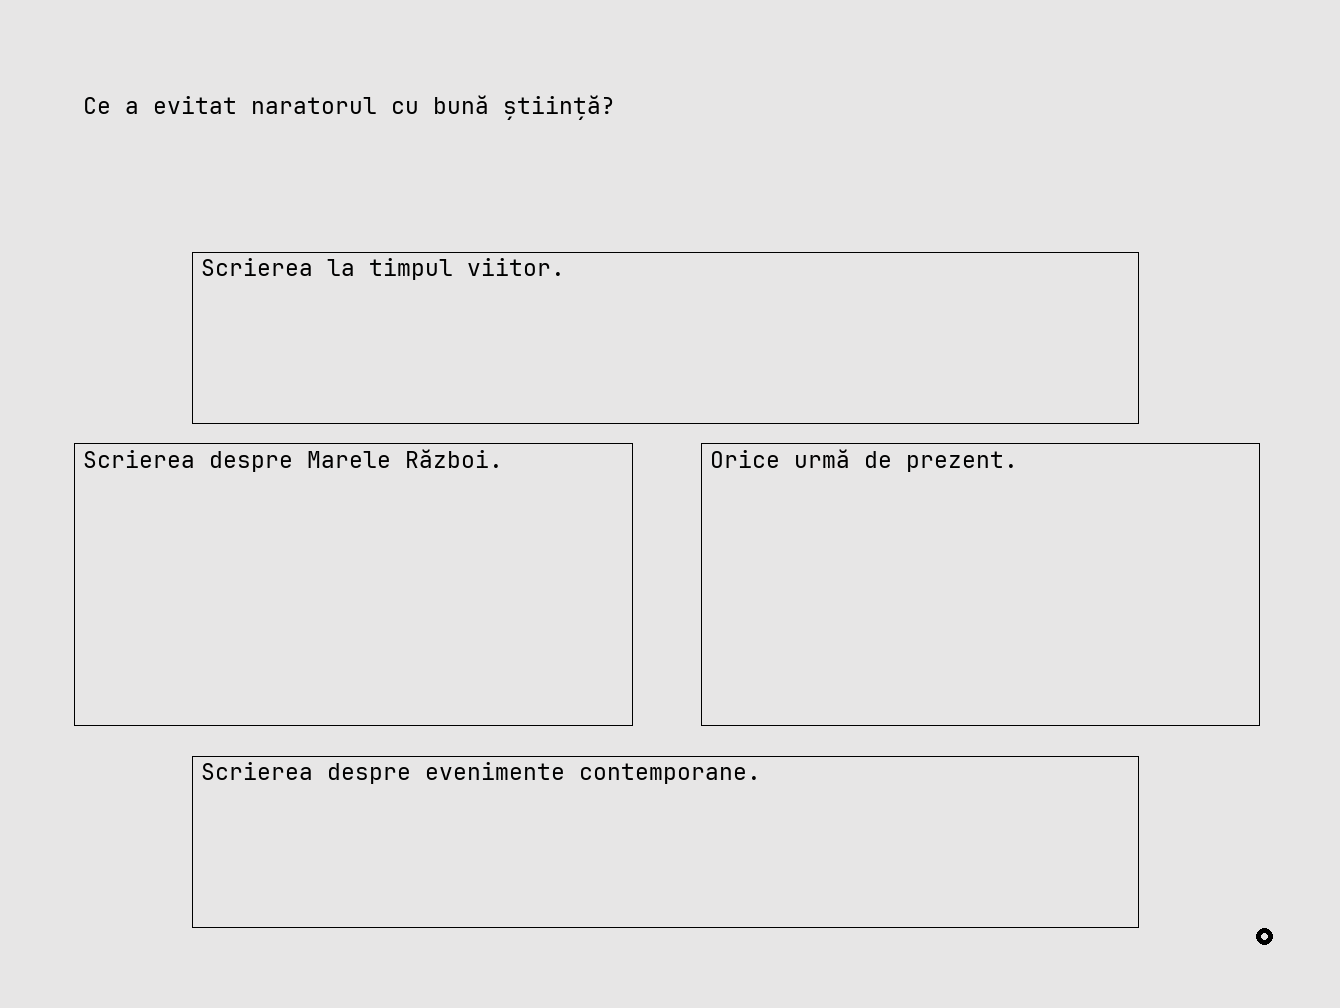 Ce a evitat naratorul cu bună știință?
Scrierea la timpul viitor.
Scrierea despre Marele Război.
Orice urmă de prezent.
Scrierea despre evenimente contemporane.